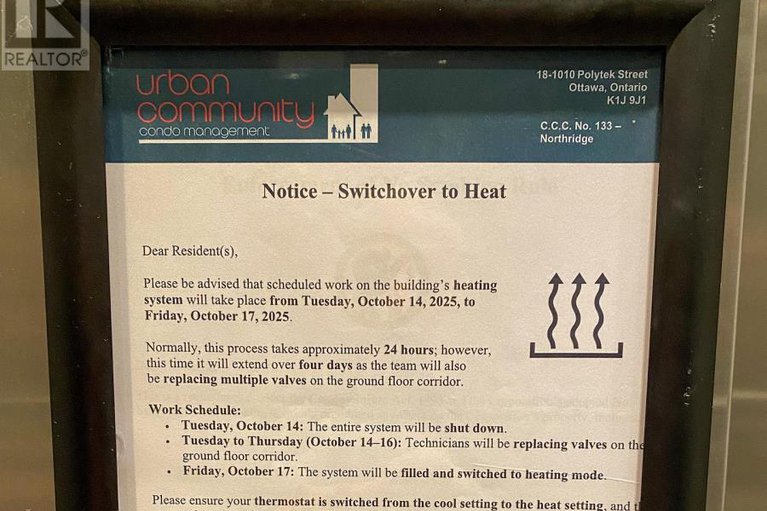 REALTOR®
urban
community
condo management
18-1010 Polytek Street
Ottawa, Ontario
K1J 9J1
C.C.C. No. 133 –
Northridge
Notice – Switchover to Heat
Dear Resident(s),
Please be advised that scheduled work on the building's heating
system will take place from Tuesday, October 14, 2025, to
Friday, October 17, 2025.
Normally, this process takes approximately 24 hours; however,
this time it will extend over four days as the team will also
be replacing multiple valves on the ground floor corridor.
Work Schedule:
• Tuesday, October 14: The entire system will be shut down.
• Tuesday to Thursday (October 14–16): Technicians will be replacing valves on the
ground floor corridor.
• Friday, October 17: The system will be filled and switched to heating mode.
Please ensure your thermostat is switched from the cool setting to the heat setting, and